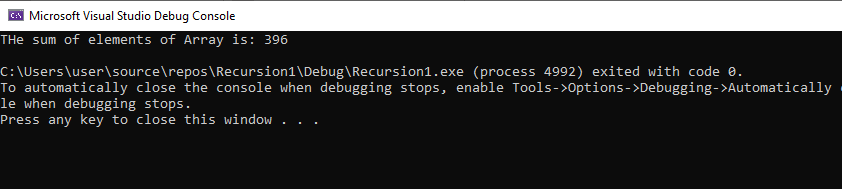 Microsoft Visual Studio Debug Console
THe sum of elements of Array is: 396
C:\Users\user\source\repos\Recursion1\Debug\Recursion1.exe (process 4992) exited with code 0.
To automatically close the console when debugging stops, enable Tools->Options->Debugging->Automatically
le when debugging stops.
Press any key to close this window . . .